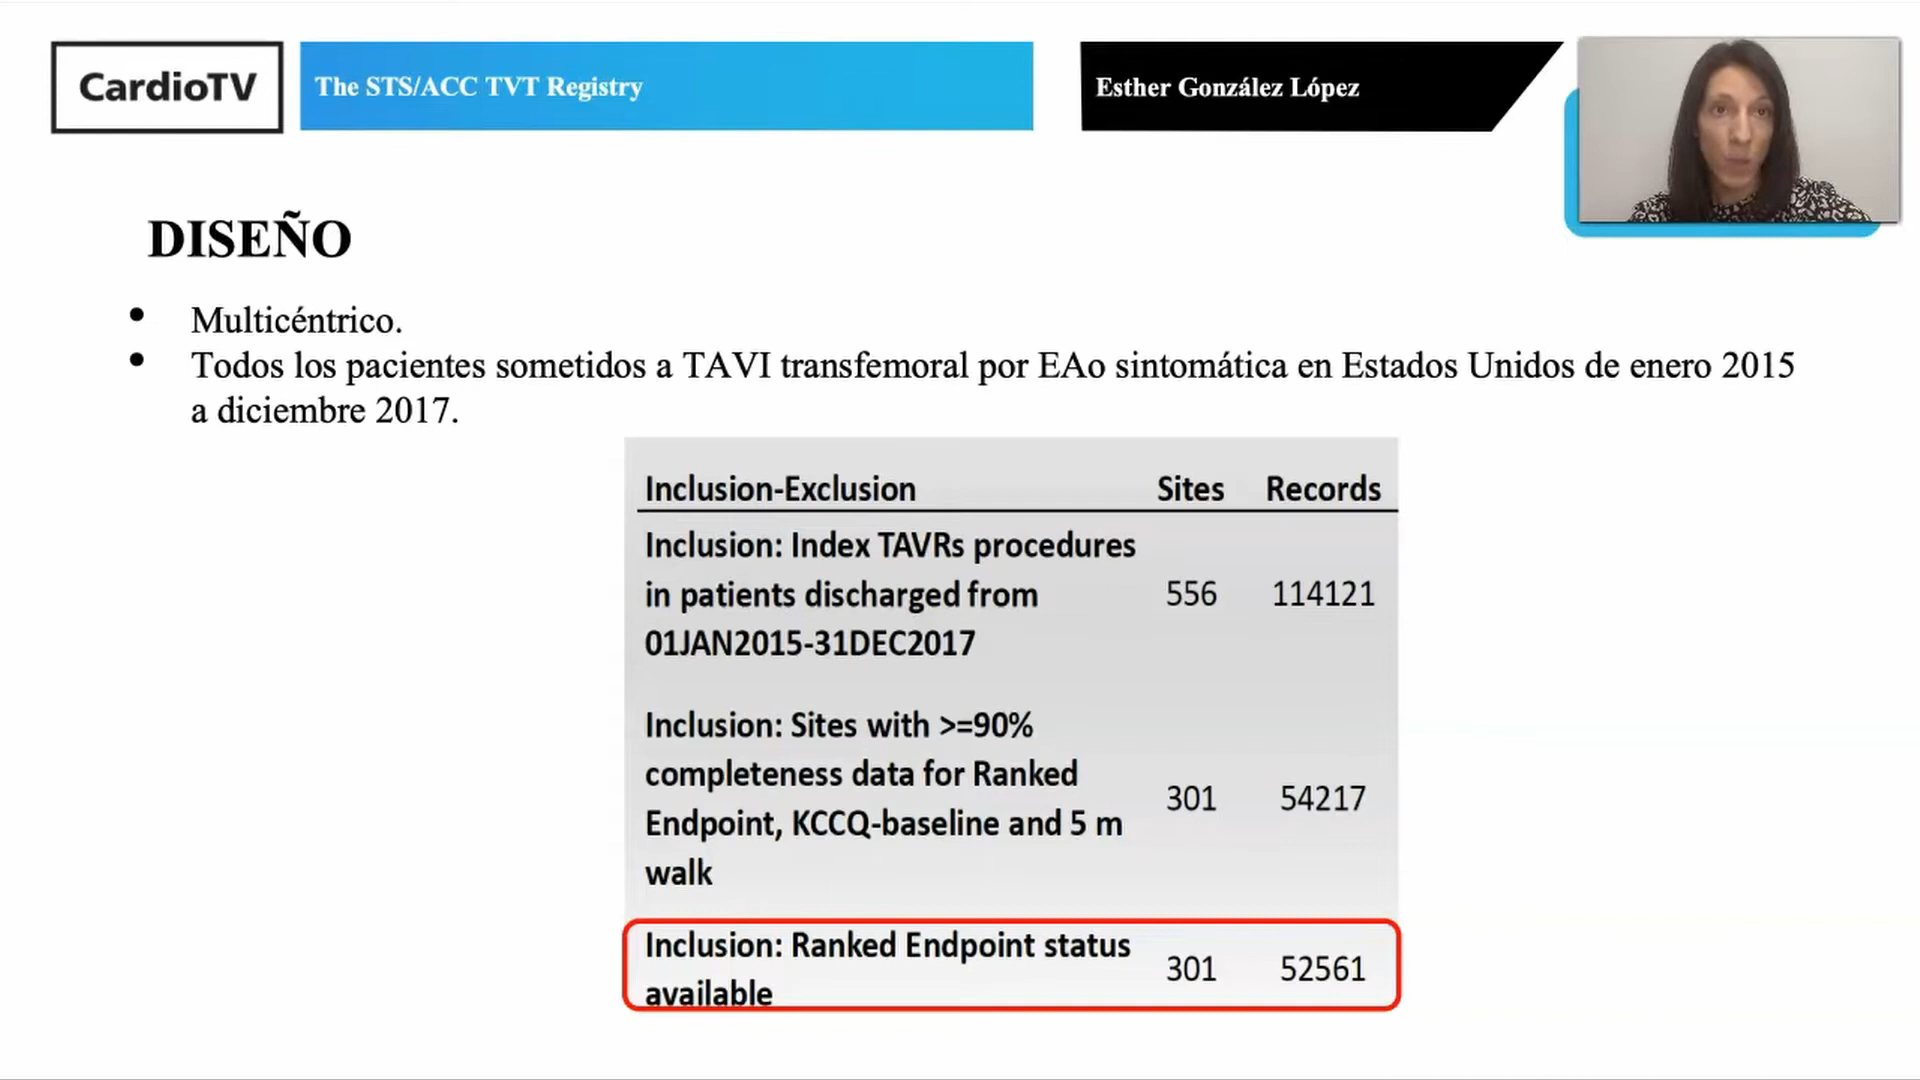 CardioTV
The STS/ACC TVT Registry
Esther González López
DISEÑO
• Multicéntrico.
• Todos los pacientes sometidos a TAVI transfemoral por EAo sintomática en Estados Unidos de enero 2015
a diciembre 2017.
Inclusion-Exclusion Sites Records
Inclusion: Index TAVRs procedures
in patients discharged from 556 114121
01JAN2015-31DEC2017
Inclusion: Sites with >=90%
completeness data for Ranked
301 54217
Endpoint, KCCQ-baseline and 5 m
walk
Inclusion: Ranked Endpoint status
301 52561
available